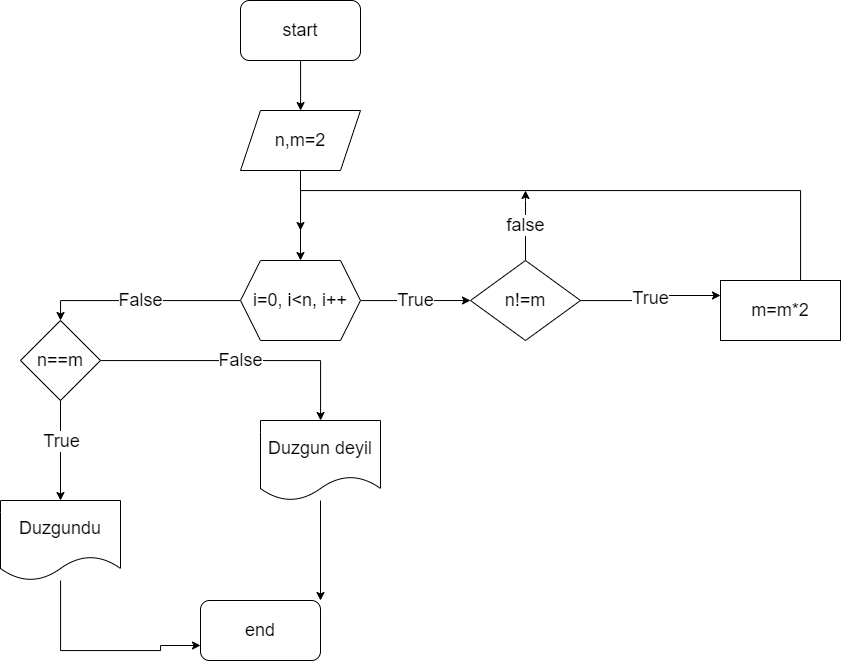 start
n,m=2
false
False
i=0, i<n, i++
True
n!=m
True
m=m*2
n==m
False
True
Duzgun deyil
Duzgundu
end